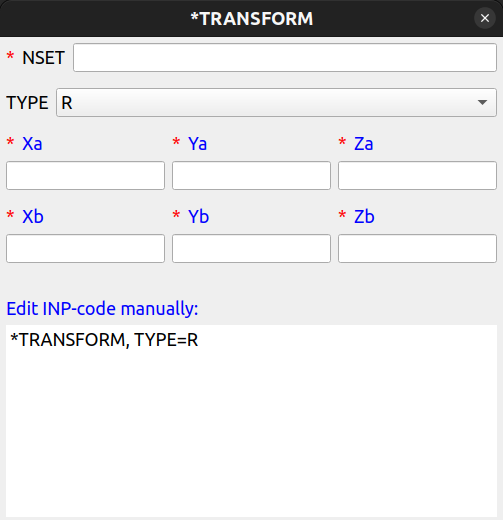 *TRANSFORM
* NSET
TYPE R
* Xa * Ya * Za
* Xb * Yb * Zb
Edit INP-code manually:
*TRANSFORM, TYPE=R